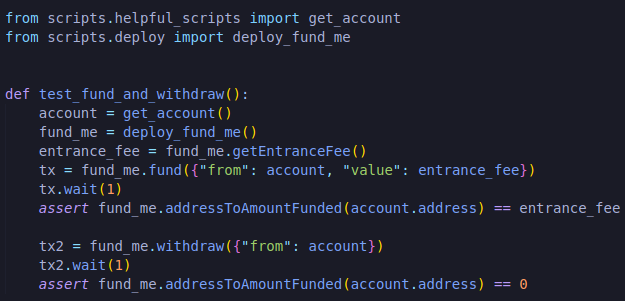 from scripts.helpful_scripts import get_account
from scripts.deploy import deploy_fund_me
def test_fund_and_withdraw():
    account = get_account()
    fund_me = deploy_fund_me()
    entrance_fee = fund_me.getEntranceFee()
    tx = fund_me.fund({"from": account, "value": entrance_fee})
    tx.wait(1)
    assert fund_me.addressToAmountFunded(account.address) == entrance_fee
    tx2 = fund_me.withdraw({"from": account})
    tx2.wait(1)
    assert fund_me.addressToAmountFunded(account.address) == 0